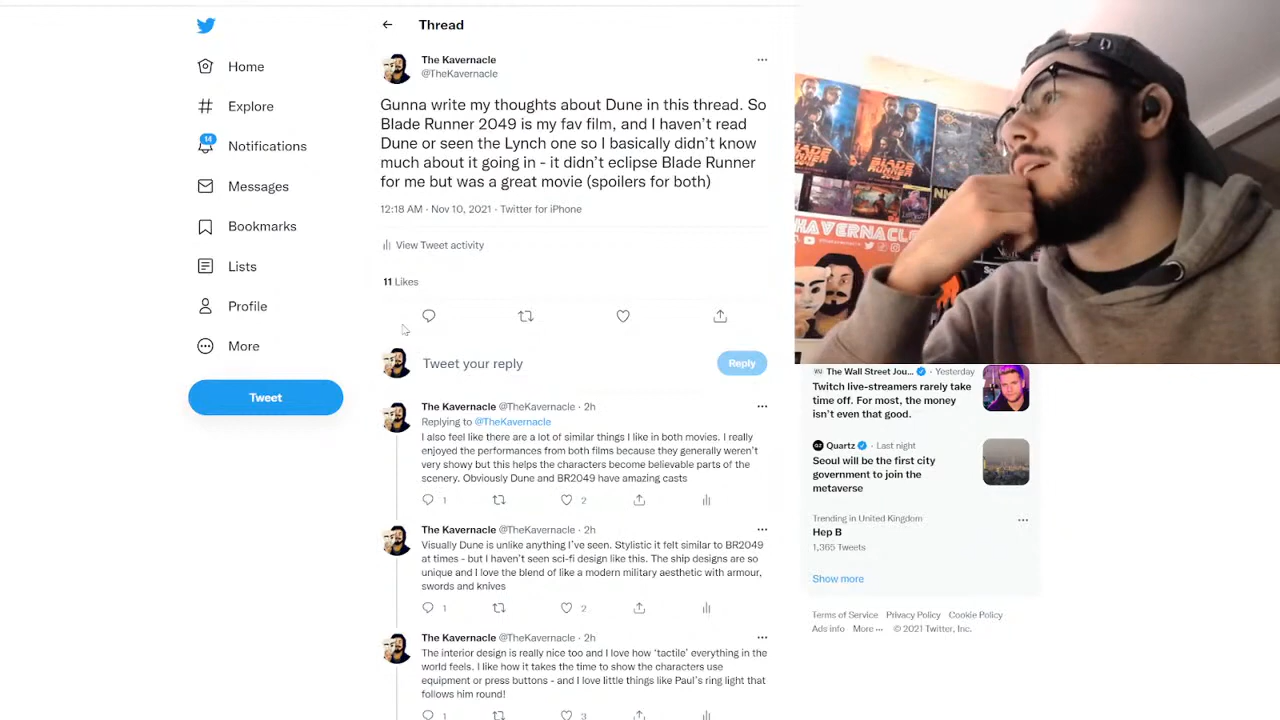 Thread
Home
Explore
14
Notifications
Messages
Bookmarks
Lists
Profile
More
Tweet
The Kavernacle
@TheKavernacle
Gunna write my thoughts about Dune in this thread. So
Blade Runner 2049 is my fav film, and I haven't read
Dune or seen the Lynch one so I basically didn't know
much about it going in - it didn't eclipse Blade Runner
for me but was a great movie (spoilers for both)
12:18 AM · Nov 10, 2021 · Twitter for iPhone
View Tweet activity
11 Likes
Tweet your reply
Reply
The Kavernacle @TheKavernacle · 2h
Replying to @TheKavernacle
I also feel like there are a lot of similar things I like in both movies. I really
enjoyed the performances from both films because they generally weren't
very showy but this helps the characters become believable parts of the
scenery. Obviously Dune and BR2049 have amazing casts
1 2
The Kavernacle @TheKavernacle · 2h
Visually Dune is unlike anything I've seen. Stylistic it felt similar to BR2049
at times - but I haven't seen sci-fi design like this. The ship designs are so
unique and I love the blend of like a modern military aesthetic with armour,
swords and knives
1 2
The Kavernacle @TheKavernacle · 2h
The interior design is really nice too and I love how 'tactile' everything in the
world feels. I like how it takes the time to show the characters use
equipment or press buttons - and I love little things like Paul's ring light that
follows him round!
1 3
BLADE
RUNNER
BLADE
RUNNER
HAVERNACLE
The Wall Street Jou... · Yesterday
Twitch live-streamers rarely take
time off. For most, the money
isn't even that good.
Quartz · Last night
Seoul will be the first city
government to join the
metaverse
Trending in United Kingdom
Hep B
1,365 Tweets
Show more
Terms of Service Privacy Policy Cookie Policy
Ads info More ··· © 2021 Twitter, Inc.